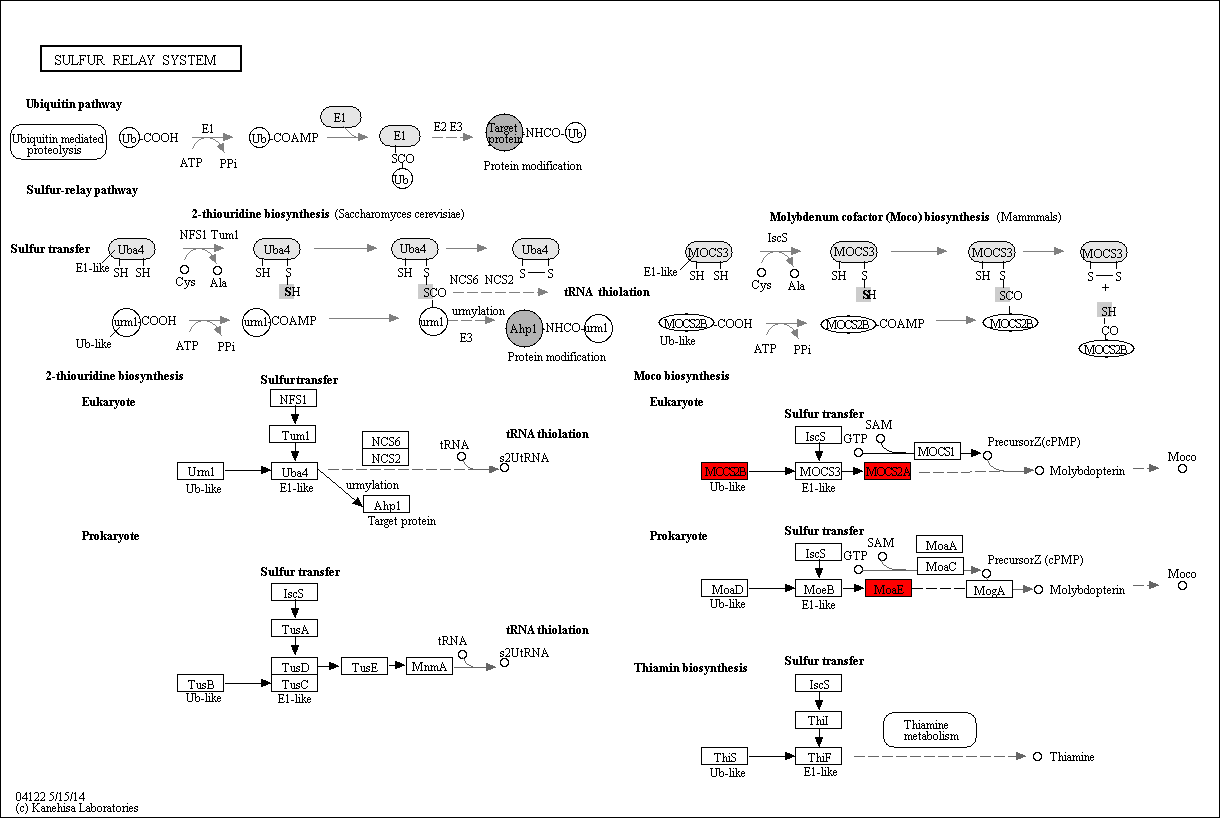 SULFUR RELAY SYSTEM
Ubiquitin pathway
Ubiquitin mediated
proteolysis
Ub -COOH
E1
ATP
PPi
Ub -COAMP
E1
E1
SCO
Ub
E2 E3
Target
protein
-NHCO- Ub
Protein modification
Sulfur-relay pathway
2-thiouridine biosynthesis (Saccharomyces cerevisiae)
Sulfur transfer
Uba4
E1-like
SH SH
NFS1 Tum1
Cys
Ala
Uba4
SH S
SH
Uba4
SH S
SCO
urm1
NCS6 NCS2
tRNA thiolation
Uba4
S S
urm1 -COOH
Ub-like
ATP
PPi
urm1 -COAMP
urmylation
E3
Ahp1
-NHCO- urm1
Protein modification
Molybdenum cofactor (Moco) biosynthesis (Mammmals)
MOCS3
E1-like
SH SH
IscS
Cys
Ala
MOCS3
SH S
SH
MOCS3
SH S
SCO
MOCS2B
MOCS3
S S
+
SH
CO
MOCS2B
MOCS2B -COOH
Ub-like
ATP
PPi
MOCS2B -COAMP
2-thiouridine biosynthesis
Eukaryote
Sulfur transfer
NFS1
Tum1
Urm1
Ub-like
Uba4
E1-like
NCS6
NCS2
tRNA
tRNA thiolation
s2UtRNA
urmylation
Ahp1
Target protein
Prokaryote
Sulfur transfer
IscS
TusA
TusD
TusC
E1-like
TusB
Ub-like
TusE
MnmA
tRNA
tRNA thiolation
s2UtRNA
Moco biosynthesis
Eukaryote
Sulfur transfer
IscS
GTP
SAM
MOCS1
PrecursorZ(cPMP)
MOCS2B
Ub-like
MOCS3
E1-like
MOCS2A
Molybdopterin
Moco
Prokaryote
Sulfur transfer
IscS
GTP
SAM
MoaA
MoaC
PrecursorZ (cPMP)
MoaD
Ub-like
MoeB
E1-like
MoaE
MogA
Molybdopterin
Moco
Thiamin biosynthesis
Sulfur transfer
IscS
ThiI
ThiS
Ub-like
ThiF
E1-like
Thiamine
metabolism
Thiamine
04122 5/15/14
(c) Kanehisa Laboratories